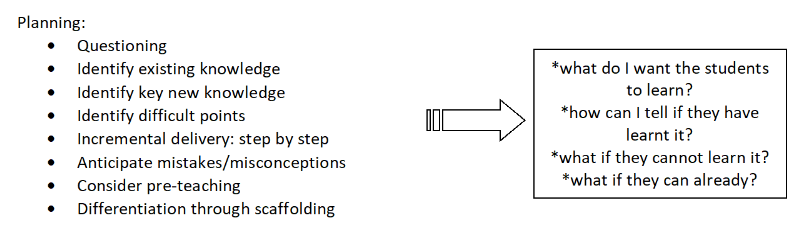 Planning:
• Questioning
• Identify existing knowledge
• Identify key new knowledge
• Identify difficult points
• Incremental delivery: step by step
• Anticipate mistakes/misconceptions
• Consider pre-teaching
• Differentiation through scaffolding
*what do I want the students
to learn?
*how can I tell if they have
learnt it?
*what if they cannot learn it?
*what if they can already?